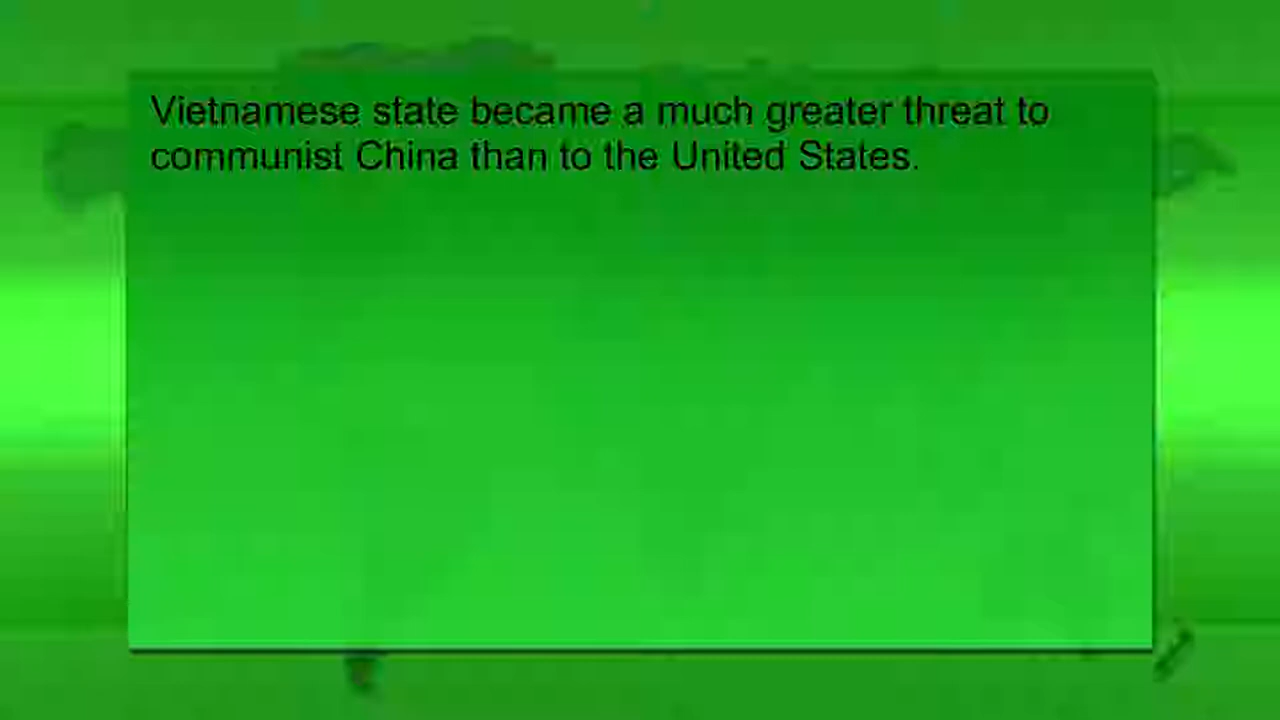 Vietnamese state became a much greater threat to
communist China than to the United States.